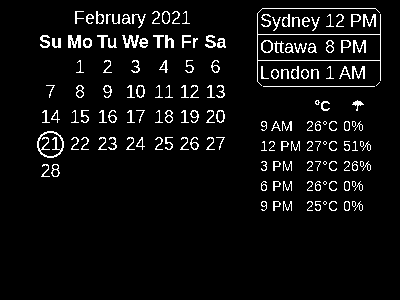 February 2021
Su Mo Tu We Th Fr Sa
1 2 3 4 5 6
7 8 9 10 11 12 13
14 15 16 17 18 19 20
21 22 23 24 25 26 27
28
Sydney 12 PM
Ottawa 8 PM
London 1 AM
°C ☂
9 AM 26°C 0%
12 PM 27°C 51%
3 PM 27°C 26%
6 PM 26°C 0%
9 PM 25°C 0%